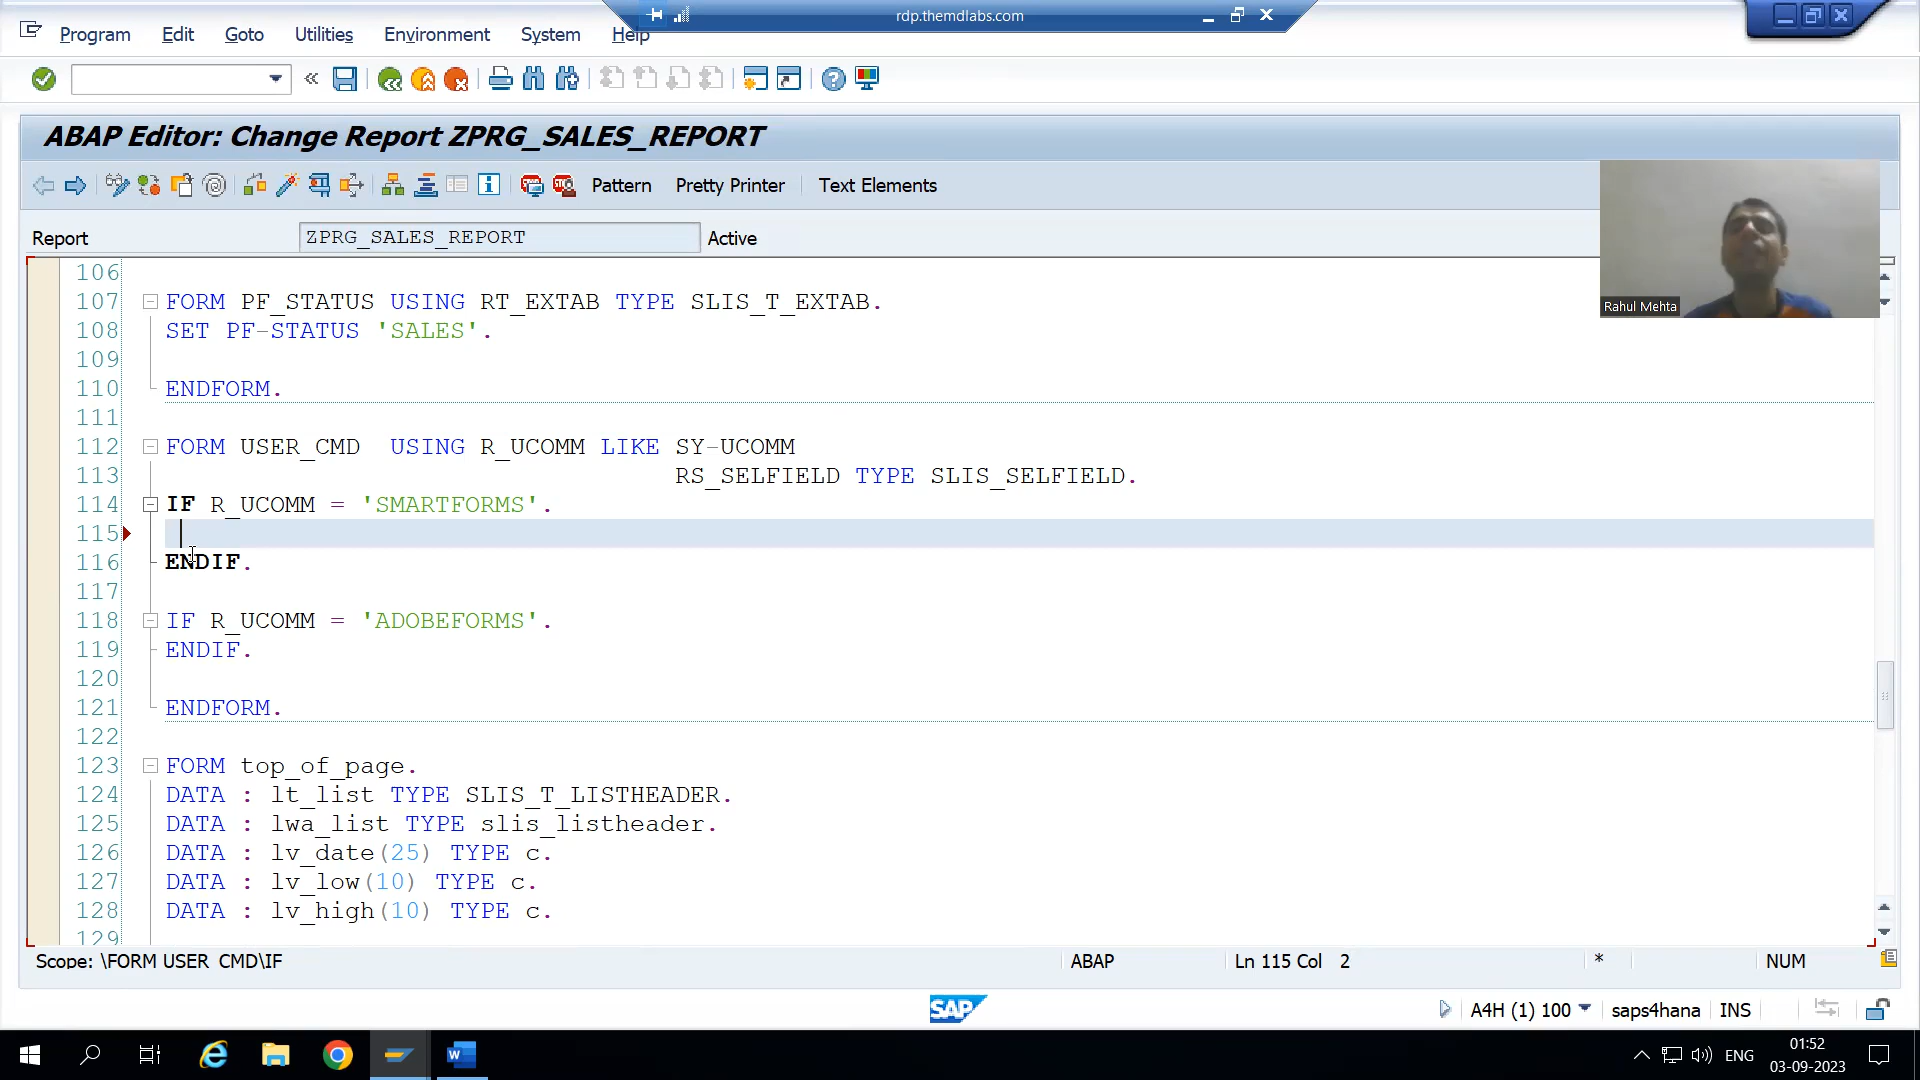 rdp.themdlabs.com
Program Edit Goto Utilities Environment System Help
ABAP Editor: Change Report ZPRG_SALES_REPORT
Pattern Pretty Printer Text Elements
Report ZPRG_SALES_REPORT Active
Rahul Mehta
106
107 FORM PF_STATUS USING RT_EXTAB TYPE SLIS_T_EXTAB.
108 SET PF-STATUS 'SALES'.
109
110 ENDFORM.
111
112 FORM USER_CMD  USING R_UCOMM LIKE SY-UCOMM
113 RS_SELFIELD TYPE SLIS_SELFIELD.
114 IF R_UCOMM = 'SMARTFORMS'.
115
116 ENDIF.
117
118 IF R_UCOMM = 'ADOBEFORMS'.
119 ENDIF.
120
121 ENDFORM.
122
123 FORM top_of_page.
124 DATA : lt_list TYPE SLIS_T_LISTHEADER.
125 DATA : lwa_list TYPE slis_listheader.
126 DATA : lv_date(25) TYPE c.
127 DATA : lv_low(10) TYPE c.
128 DATA : lv_high(10) TYPE c.
129
Scope: \FORM USER_CMD\IF ABAP Ln 115 Col 2 * NUM
SAP A4H (1) 100 saps4hana INS
ENG 01:52
03-09-2023